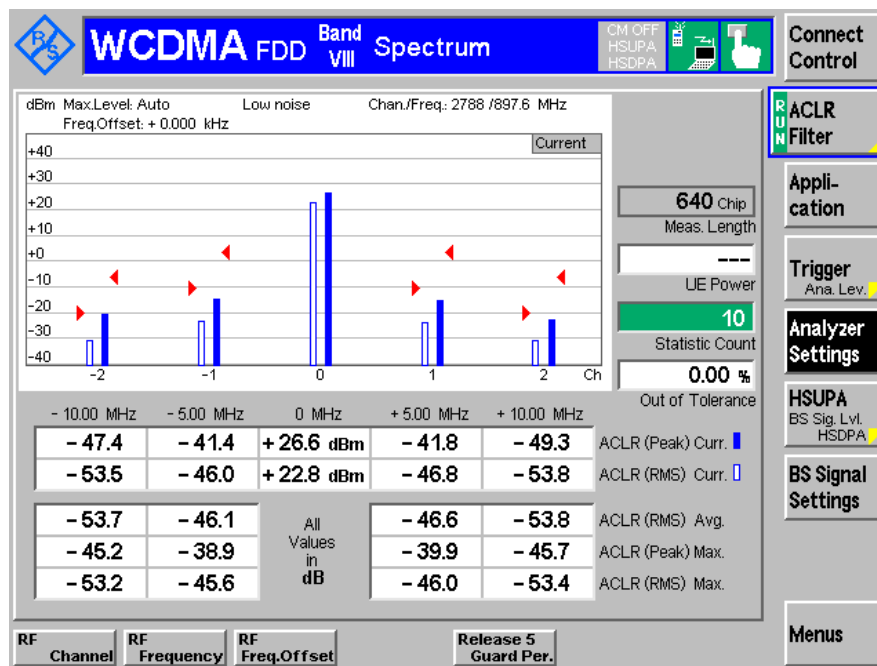 R/S
WCDMA FDD Band VIII Spectrum
CM OFF
HSUPA
HSDPA
Connect Control
dBm Max.Level: Auto Low noise Chan./Freq.: 2788 /897.6 MHz
Freq.Offset: + 0.000 kHz
RUN
ACLR Filter
Current
+40
+30
+20
+10
+0
-10
-20
-30
-40
-2 -1 0 1 2 Ch
640 Chip
Meas. Length
---
UE Power
10
Statistic Count
0.00 %
Out of Tolerance
Appli-
cation
Trigger
Ana. Lev.
Analyzer
Settings
HSUPA
BS Sig. Lvl.
HSDPA
BS Signal
Settings
- 10.00 MHz - 5.00 MHz 0 MHz + 5.00 MHz + 10.00 MHz
- 47.4 - 41.4 + 26.6 dBm - 41.8 - 49.3 ACLR (Peak) Curr.
- 53.5 - 46.0 + 22.8 dBm - 46.8 - 53.8 ACLR (RMS) Curr.
- 53.7 - 46.1 - 46.6 - 53.8 ACLR (RMS) Avg.
- 45.2 - 38.9 - 39.9 - 45.7 ACLR (Peak) Max.
- 53.2 - 45.6 - 46.0 - 53.4 ACLR (RMS) Max.
All
Values
in
dB
RF Channel
RF Frequency
RF Freq.Offset
Release 5
Guard Per.
Menus